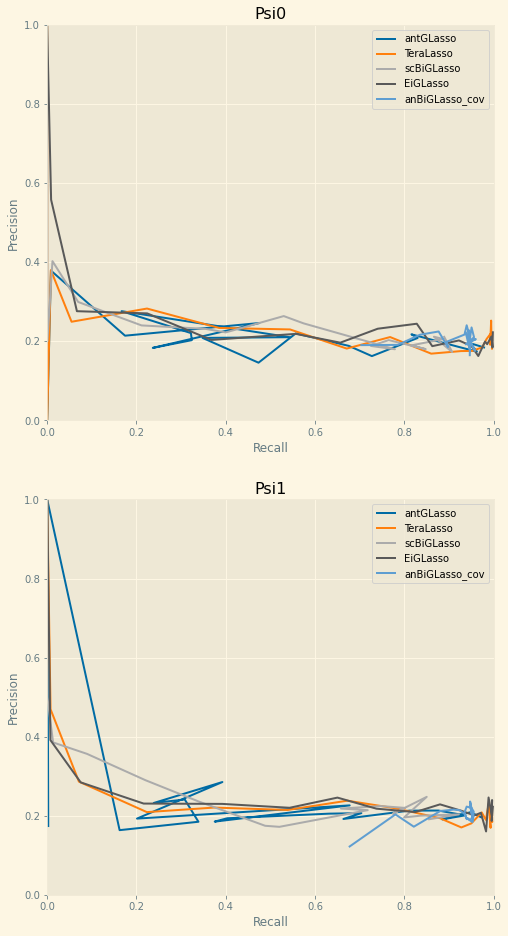 Psi0
1.0
0.8
0.6
0.4
0.2
0.0
Precision
antGLasso
TeraLasso
scBiGLasso
EiGLasso
anBiGLasso_cov
0.0 0.2 0.4 0.6 0.8 1.0
Recall
Psi1
1.0
0.8
0.6
0.4
0.2
0.0
Precision
antGLasso
TeraLasso
scBiGLasso
EiGLasso
anBiGLasso_cov
0.0 0.2 0.4 0.6 0.8 1.0
Recall